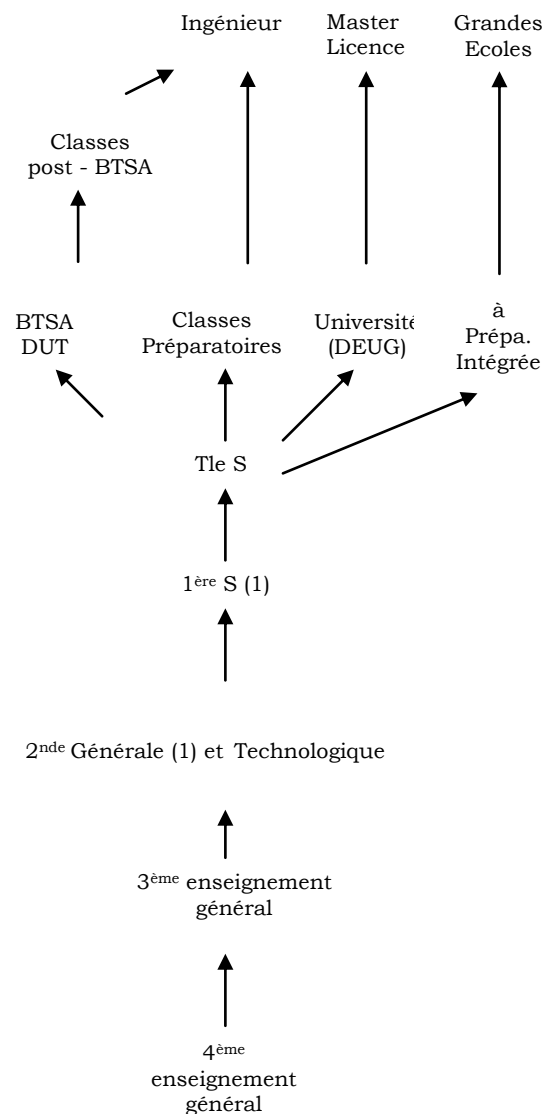 Ingénieur
Master
Licence
Grandes
Ecoles
Classes
post - BTSA
BTSA
DUT
Classes
Préparatoires
Université
(DEUG)
à
Prépa.
Intégrée
Tle S
1ère S (1)
2nde Générale (1) et Technologique
3ème enseignement
général
4ème
enseignement
général